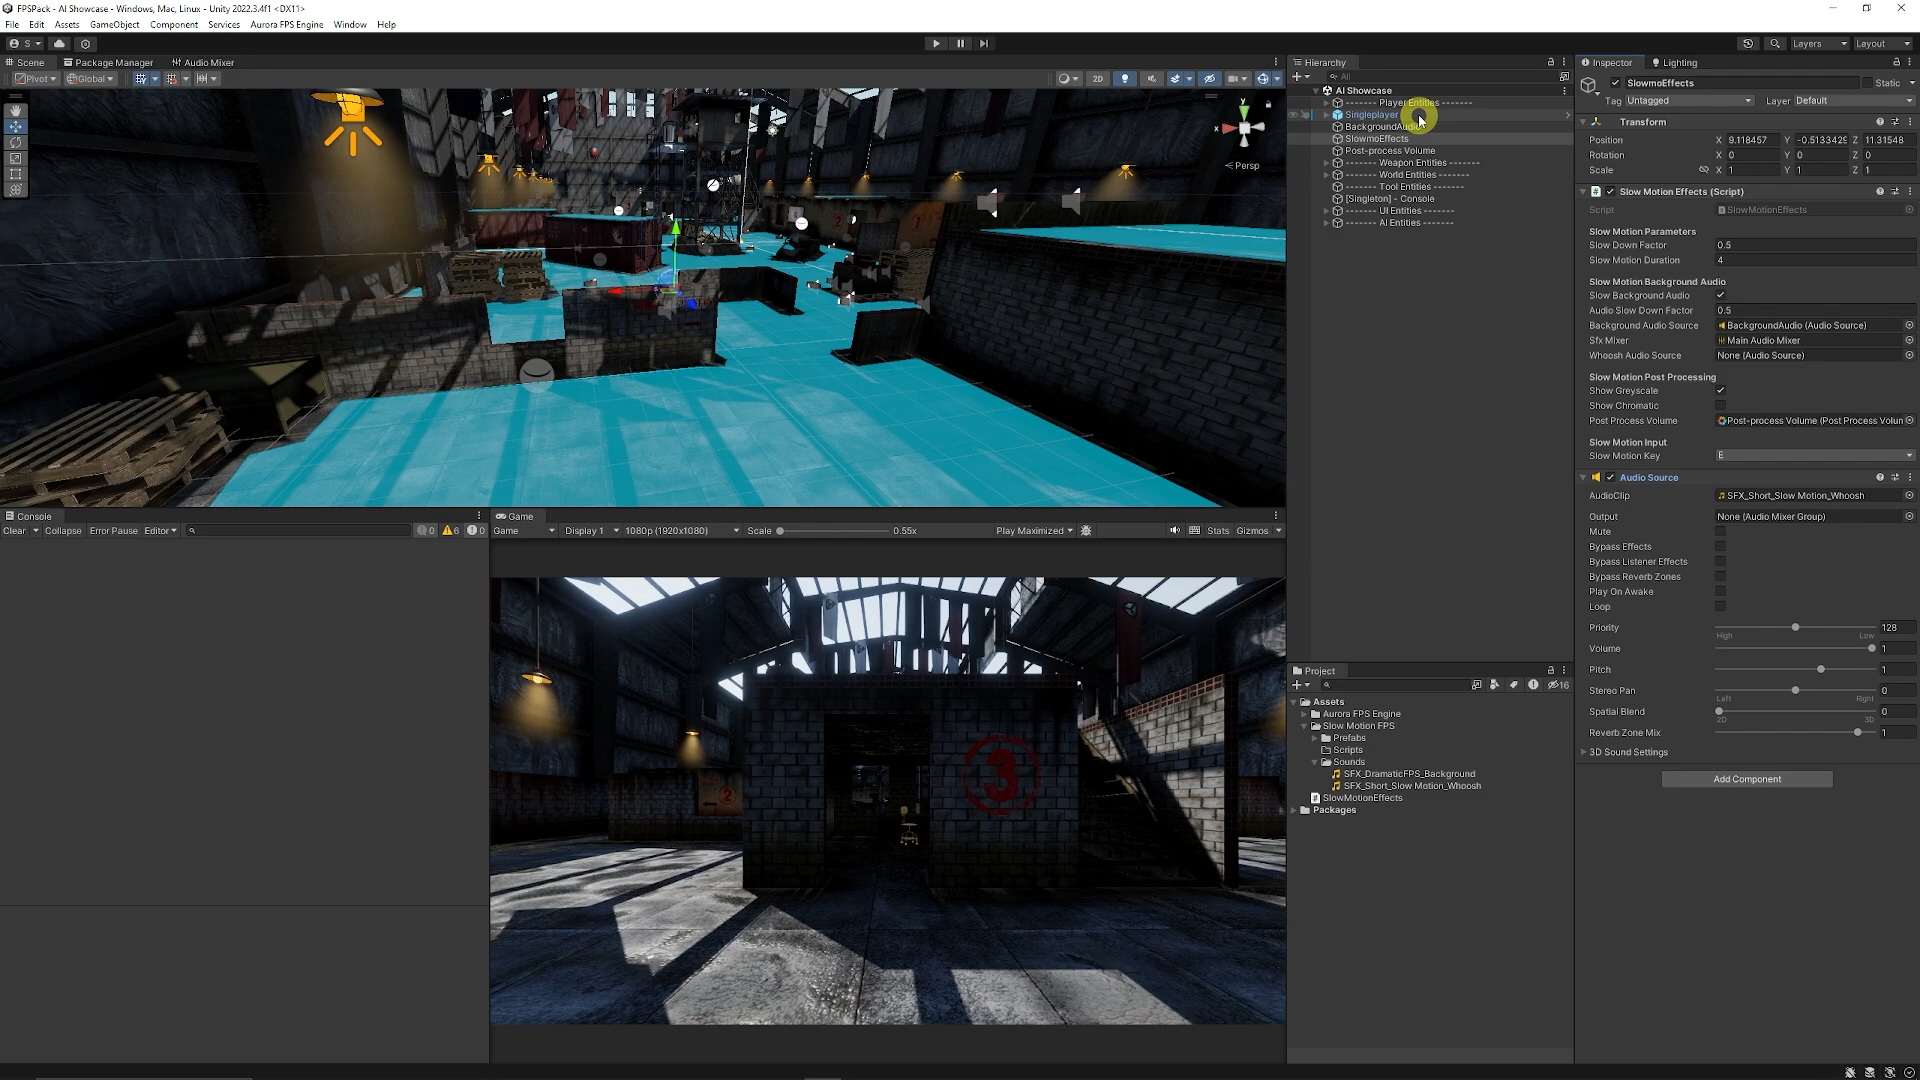 FPSPack - AI Showcase - Windows, Mac, Linux - Unity 2022.3.4f1 <DX11>
File Edit Assets GameObject Component Services Aurora FPS Engine Window Help
S Layers Layout
Scene Package Manager Audio Mixer
Pivot Global 2D
y x Persp
Console
Clear Collapse Error Pause Editor 0 6 0
Game
Game Display 1 1080p (1920x1080) Scale 0.55x Play Maximized Stats Gizmos
3
2
Hierarchy
All
AI Showcase
------- Player Entities -------
Singleplayer
BackgroundAudio
SlowmoEffects
Post-process Volume
------- Weapon Entities -------
------- World Entities -------
------- Tool Entities -------
[Singleton] - Console
------- UI Entities -------
------- AI Entities -------
Project
16
Assets
Aurora FPS Engine
Slow Motion FPS
Prefabs
Scripts
Sounds
SFX_DramaticFPS_Background
SFX_Short_Slow Motion_Whoosh
SlowMotionEffects
Packages
Inspector Lighting
SlowmoEffects Static
Tag Untagged Layer Default
Transform
Position X 9.118457 Y -0.5133429 Z 11.31548
Rotation X 0 Y 0 Z 0
Scale X 1 Y 1 Z 1
Slow Motion Effects (Script)
Script SlowMotionEffects
Slow Motion Parameters
Slow Down Factor 0.5
Slow Motion Duration 4
Slow Motion Background Audio
Slow Background Audio
Audio Slow Down Factor 0.5
Background Audio Source BackgroundAudio (Audio Source)
Sfx Mixer Main Audio Mixer
Whoosh Audio Source None (Audio Source)
Slow Motion Post Processing
Show Greyscale
Show Chromatic
Post Process Volume Post-process Volume (Post Process Volun
Slow Motion Input
Slow Motion Key E
Audio Source
AudioClip SFX_Short_Slow Motion_Whoosh
Output None (Audio Mixer Group)
Mute
Bypass Effects
Bypass Listener Effects
Bypass Reverb Zones
Play On Awake
Loop
Priority 128
High Low
Volume 1
Pitch 1
Stereo Pan 0
Left Right
Spatial Blend 0
2D 3D
Reverb Zone Mix 1
3D Sound Settings
Add Component